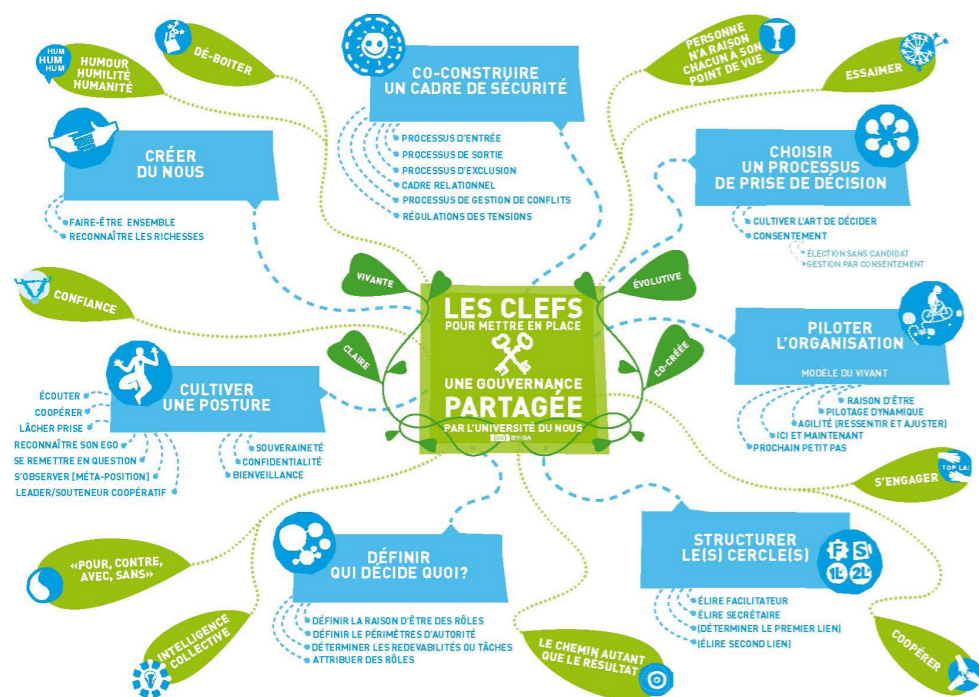 HUM
HUM
HUM HUM
HUMOUR
HUMILITÉ
HUMANITÉ
DÉ-BOITER
CO-CONSTRUIRE
UN CADRE DE SÉCURITÉ
PROCESSUS D'ENTRÉE
PROCESSUS DE SORTIE
PROCESSUS D'EXCLUSION
CADRE RELATIONNEL
PROCESSUS DE GESTION DE CONFLITS
RÉGULATIONS DES TENSIONS
PERSONNE
N'A RAISON
CHACUN A SON
POINT DE VUE
ESSAIMER
CRÉER
DU NOUS
FAIRE-ÊTRE ENSEMBLE
RECONNAÎTRE LES RICHESSES
CHOISIR
UN PROCESSUS
DE PRISE DE DÉCISION
CULTIVER L'ART DE DÉCIDER
CONSENTEMENT
ÉLECTION SANS CANDIDAT
GESTION PAR CONSENTEMENT
CONFIANCE
VIVANTE
CLAIRE
ÉVOLUTIVE
CO-CRÉÉE
LES CLEFS
POUR METTRE EN PLACE
UNE GOUVERNANCE
PARTAGÉE
PAR L'UNIVERSITÉ DU NOUS
(CC) BY-SA
PILOTER
L'ORGANISATION
MODÈLE DU VIVANT
RAISON D'ÊTRE
PILOTAGE DYNAMIQUE
AGILITÉ (RESSENTIR ET AJUSTER)
ICI ET MAINTENANT
PROCHAIN PETIT PAS
CULTIVER
UNE POSTURE
ÉCOUTER
COOPÉRER
LÂCHER PRISE
RECONNAÎTRE SON EGO
SE REMETTRE EN QUESTION
S'OBSERVER [MÉTA-POSITION]
LEADER/SOUTENEUR COOPÉRATIF
SOUVERAINETÉ
CONFIDENTIALITÉ
BIENVEILLANCE
S'ENGAGER
TOP LA!
«POUR, CONTRE,
AVEC, SANS»
INTELLIGENCE
COLLECTIVE
DÉFINIR
QUI DÉCIDE QUOI?
DÉFINIR LA RAISON D'ÊTRE DES RÔLES
DÉFINIR LE PÉRIMÈTRES D'AUTORITÉ
DÉTERMINER LES REDEVABILITÉS OU TÂCHES
ATTRIBUER DES RÔLES
LE CHEMIN AUTANT
QUE LE RÉSULTAT
STRUCTURER
LE(S) CERCLE(S)
F S
1L 2L
ÉLIRE FACILITATEUR
ÉLIRE SECRÉTAIRE
(DÉTERMINER LE PREMIER LIEN)
(ÉLIRE SECOND LIEN)
COOPÉRER